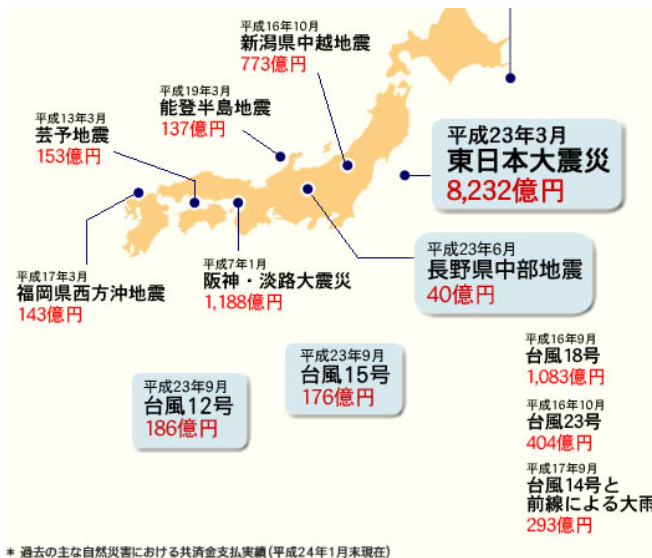 平成16年10月
新潟県中越地震
773億円
平成19年3月
能登半島地震
137億円
平成13年3月
芸予地震
153億円
平成23年3月
東日本大震災
8,232億円
平成23年6月
長野県中部地震
40億円
平成7年1月
阪神・淡路大震災
1,188億円
平成17年3月
福岡県西方沖地震
143億円
平成23年9月
台風15号
176億円
平成23年9月
台風12号
186億円
平成16年9月
台風18号
1,083億円
平成16年10月
台風23号
404億円
平成17年9月
台風14号と
前線による大雨
293億円
* 過去の主な自然災害における共済金支払実績(平成24年1月末現在)